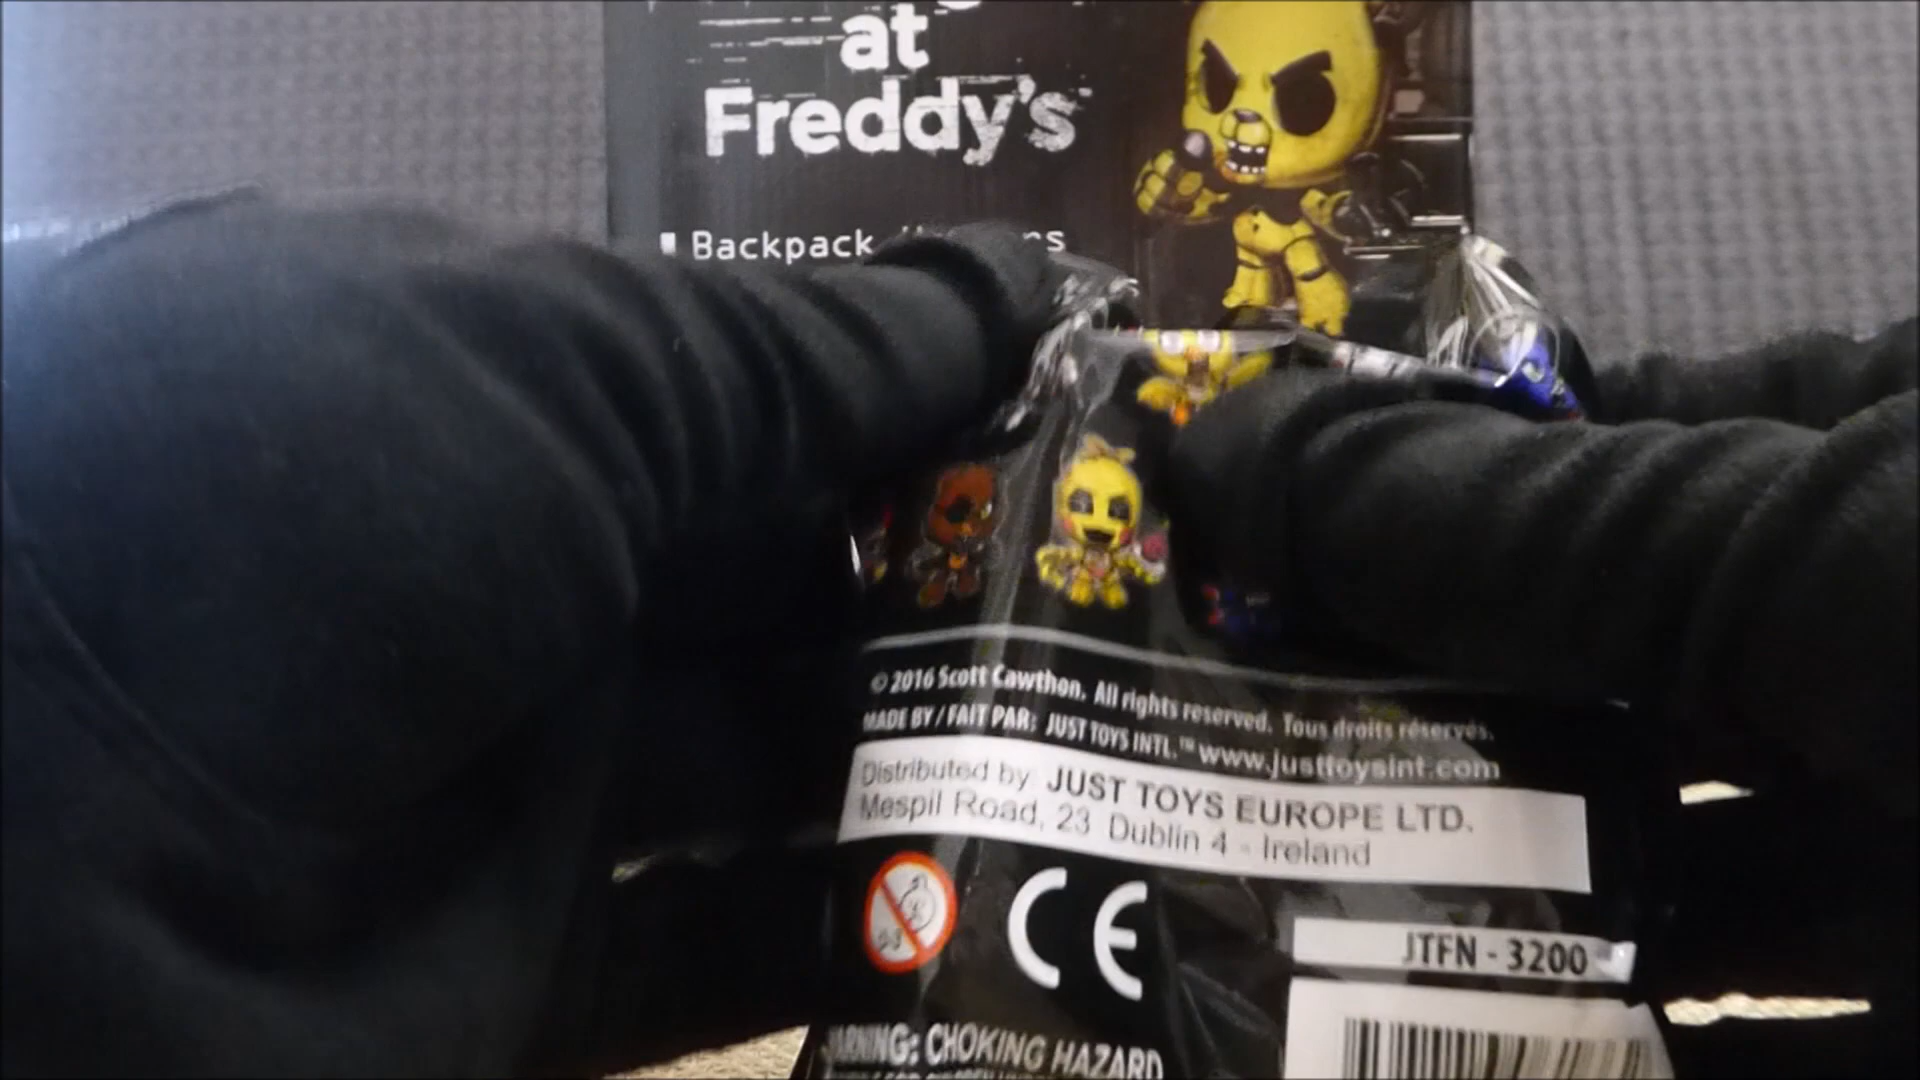 at
Freddy's
Backpack
© 2016 Scott Cawthon. All rights reserved. Tous droits réservés.
MADE BY / FAIT PAR: JUST TOYS INTL.™ www.justtoysint.com
Distributed by JUST TOYS EUROPE LTD.
Mespil Road, 23 Dublin 4 - Ireland
CE
JTFN - 3200
WARNING: CHOKING HAZARD